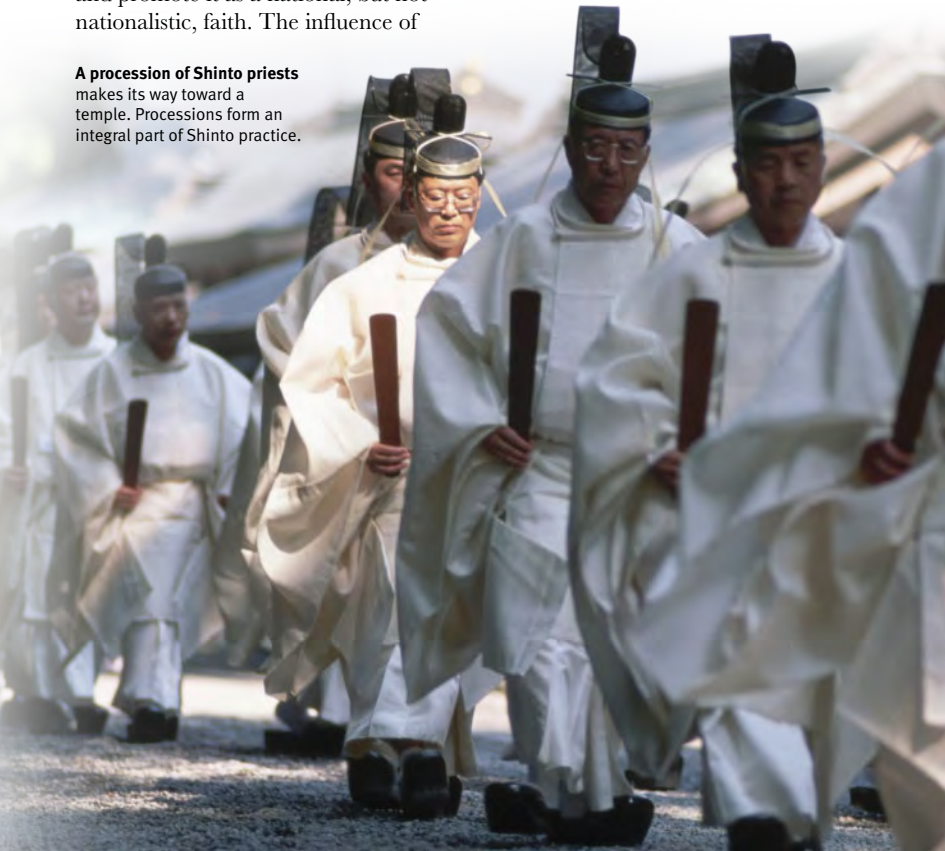 nationalistic, faith. The influence of
A procession of Shinto priests
makes its way toward a
temple. Processions form an
integral part of Shinto practice.